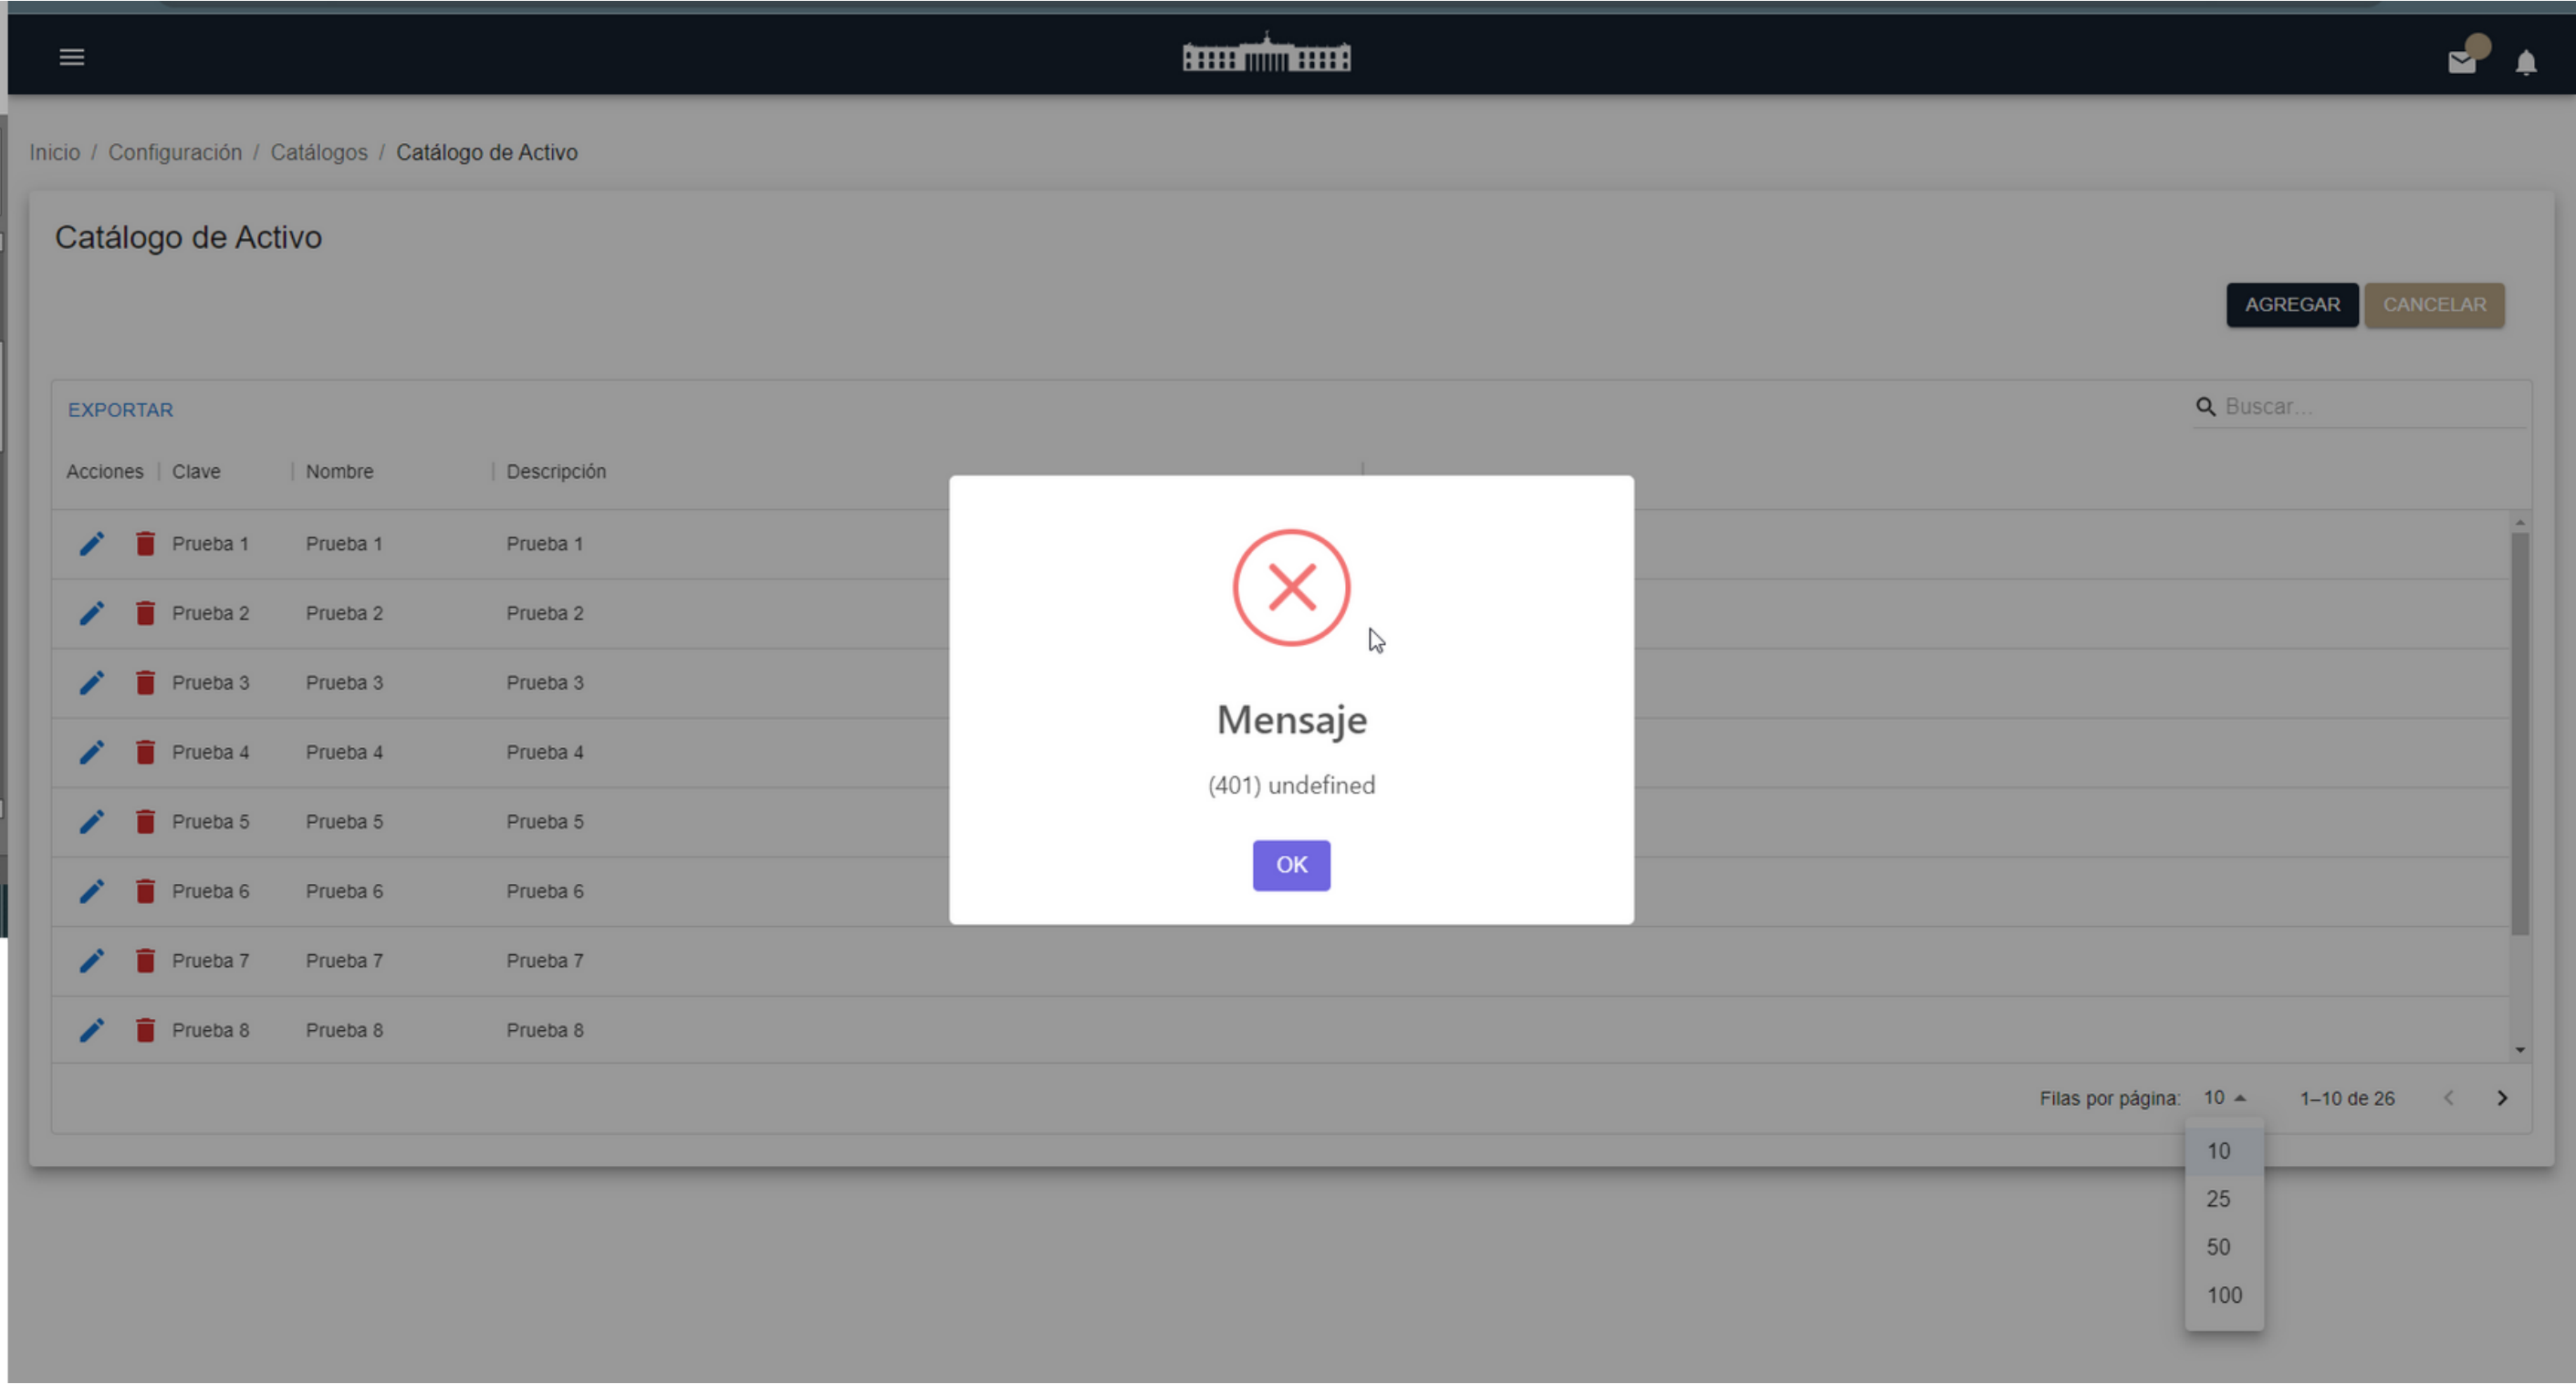 Inicio / Configuración / Catálogos / Catálogo de Activo
Catálogo de Activo
AGREGAR CANCELAR
EXPORTAR Buscar...
Acciones Clave Nombre Descripción
Prueba 1 Prueba 1 Prueba 1
Prueba 2 Prueba 2 Prueba 2
Prueba 3 Prueba 3 Prueba 3
Prueba 4 Prueba 4 Prueba 4
Prueba 5 Prueba 5 Prueba 5
Prueba 6 Prueba 6 Prueba 6
Prueba 7 Prueba 7 Prueba 7
Prueba 8 Prueba 8 Prueba 8
Mensaje
(401) undefined
OK
Filas por página: 10 1–10 de 26
10
25
50
100